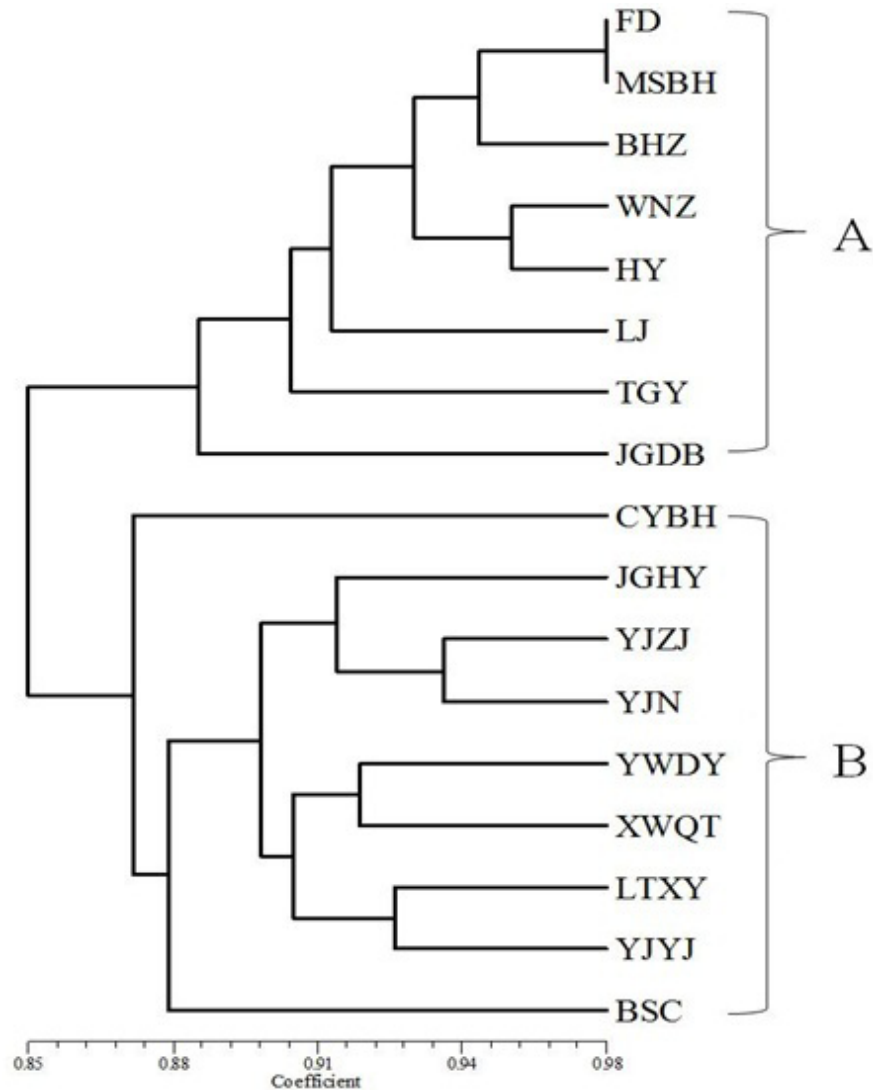 FD
MSBH
BHZ
WNZ
A
HY
LJ
TGY
JGDB
CYBH
JGHY
YJZJ
YJN
YWDY
B
XWQT
LTXY
YJYJ
BSC
0.85 0.88 0.91 0.94 0.98
Coefficient